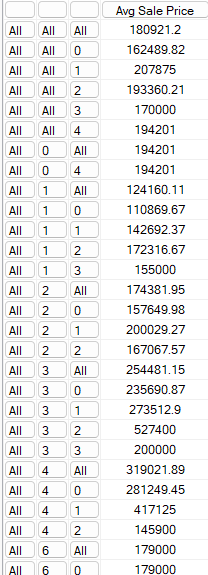 Avg Sale Price
All All All 180921.2
All All 0 162489.82
All All 1 207875
All All 2 193360.21
All All 3 170000
All All 4 194201
All 0 All 194201
All 0 4 194201
All 1 All 124160.11
All 1 0 110869.67
All 1 1 142692.37
All 1 2 172316.67
All 1 3 155000
All 2 All 174381.95
All 2 0 157649.98
All 2 1 200029.27
All 2 2 167067.57
All 3 All 254481.15
All 3 0 235690.87
All 3 1 273512.9
All 3 2 527400
All 3 3 200000
All 4 All 319021.89
All 4 0 281249.45
All 4 1 417125
All 4 2 145900
All 6 All 179000
All 6 0 179000